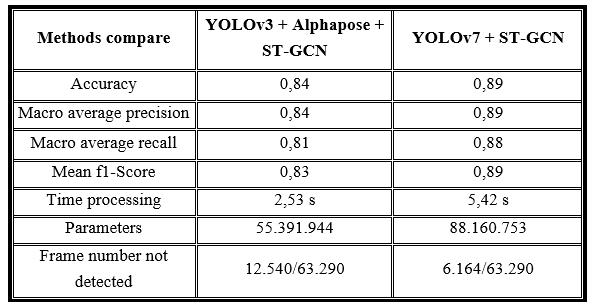 Methods compare YOLOv3 + Alphapose + ST-GCN YOLOv7 + ST-GCN
Accuracy 0,84 0,89
Macro average precision 0,84 0,89
Macro average recall 0,81 0,88
Mean f1-Score 0,83 0,89
Time processing 2,53 s 5,42 s
Parameters 55.391.944 88.160.753
Frame number not detected 12.540/63.290 6.164/63.290